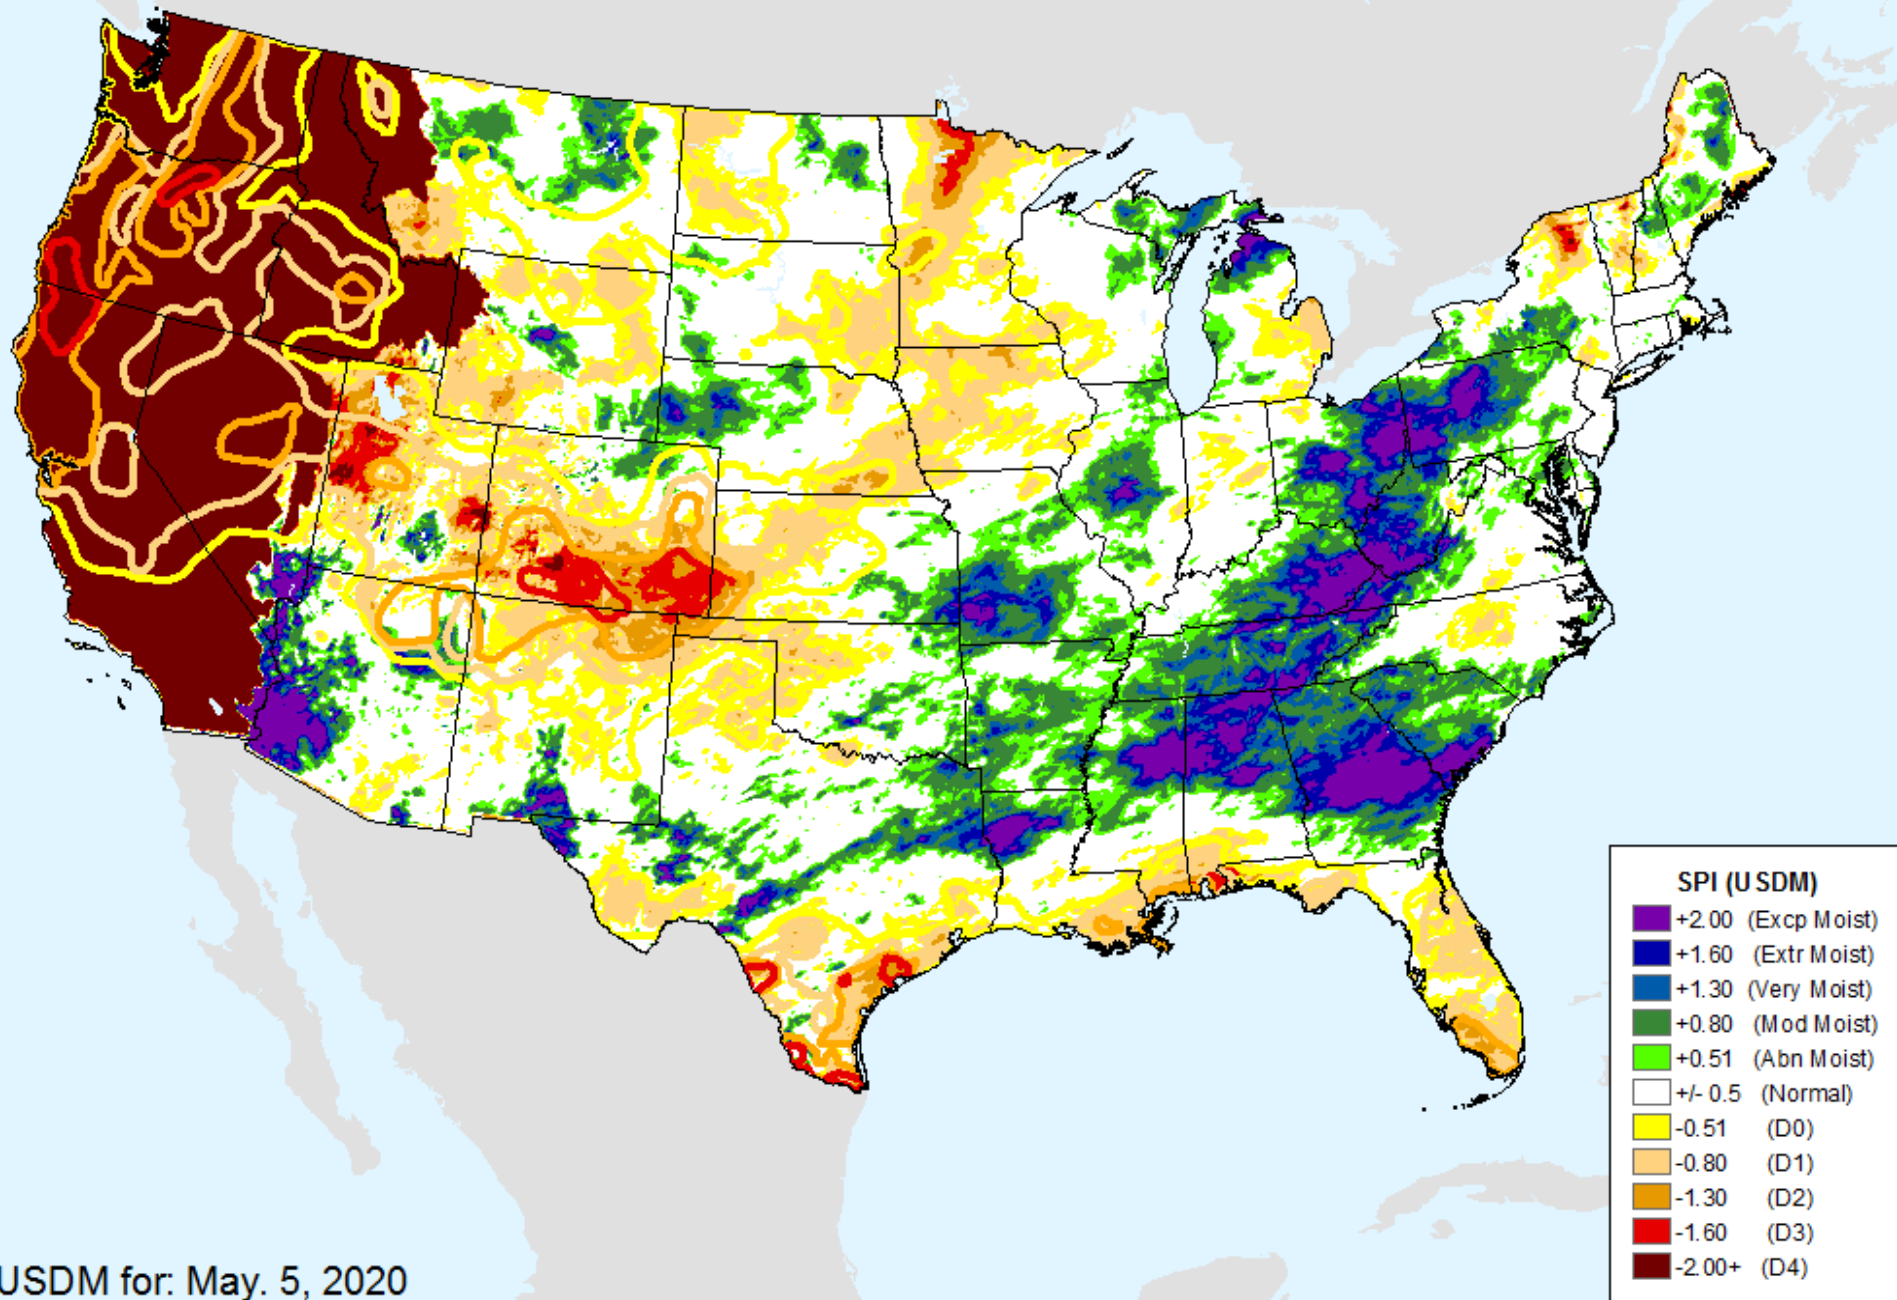 SPI (USDM)
+2.00 (Excp Moist)
+1.60 (Extr Moist)
+1.30 (Very Moist)
+0.80 (Mod Moist)
+0.51 (Abn Moist)
+/- 0.5 (Normal)
-0.51 (D0)
-0.80 (D1)
-1.30 (D2)
-1.60 (D3)
-2.00+ (D4)
USDM for: May. 5, 2020